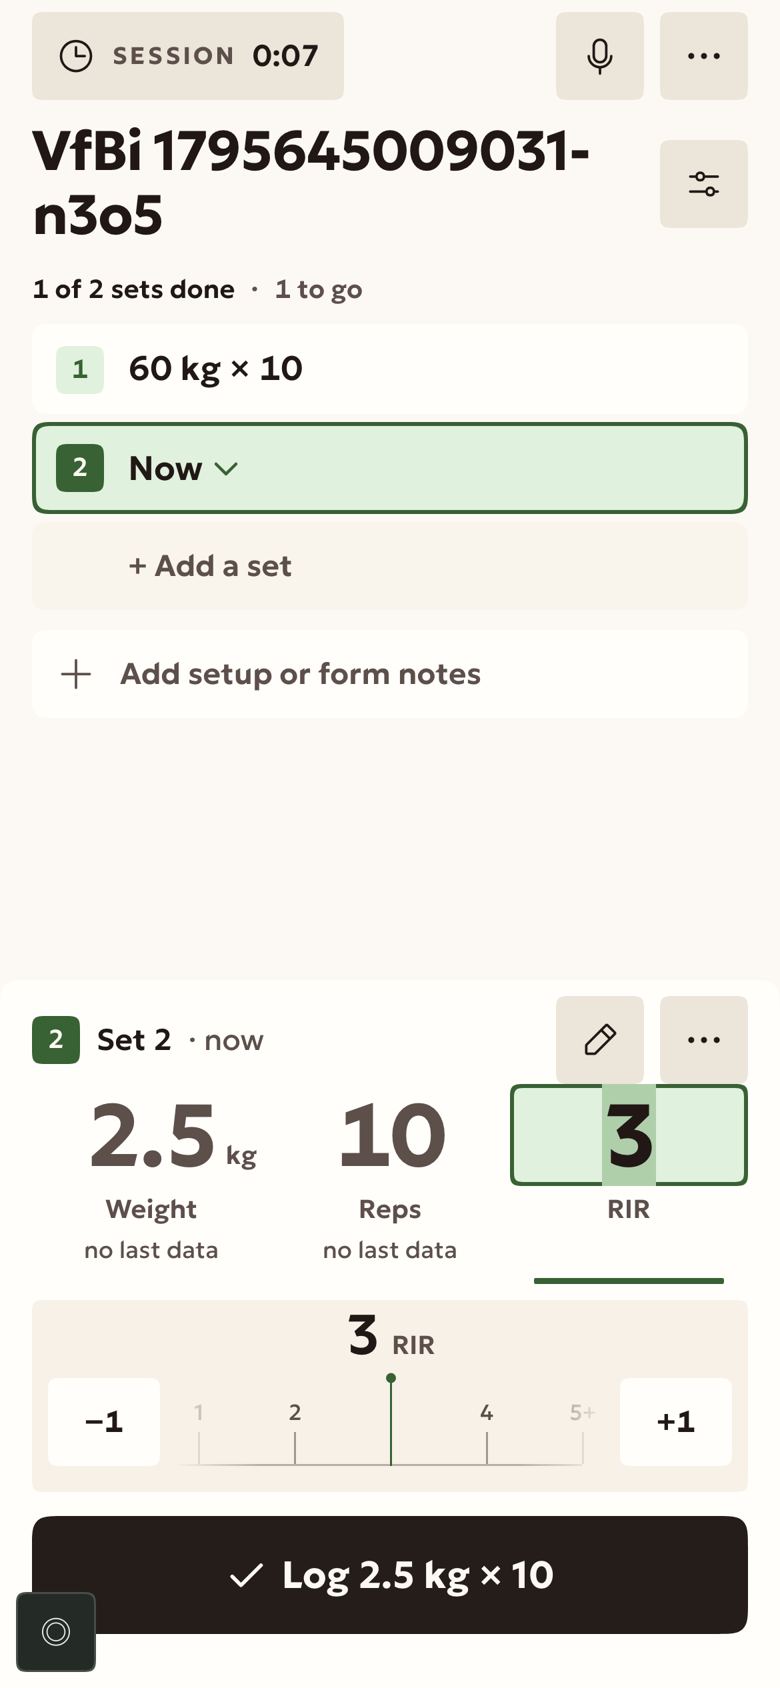 SESSION 0:07
VfBi 1795645009031-
n3o5
1 of 2 sets done · 1 to go
1 60 kg × 10
2 Now
+ Add a set
Add setup or form notes
2 Set 2 · now
2.5 kg 10 3
Weight Reps RIR
no last data no last data
3 RIR
−1 1 2 4 5+ +1
Log 2.5 kg × 10